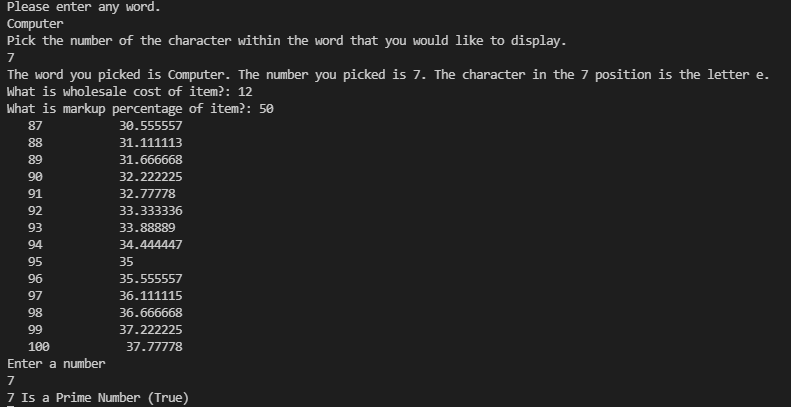 Please enter any word.
Computer
Pick the number of the character within the word that you would like to display.
7
The word you picked is Computer. The number you picked is 7. The character in the 7 position is the letter e.
What is wholesale cost of item?: 12
What is markup percentage of item?: 50
87 30.555557
88 31.111113
89 31.666668
90 32.222225
91 32.77778
92 33.333336
93 33.88889
94 34.444447
95 35
96 35.555557
97 36.111115
98 36.666668
99 37.222225
100 37.77778
Enter a number
7
7 Is a Prime Number (True)